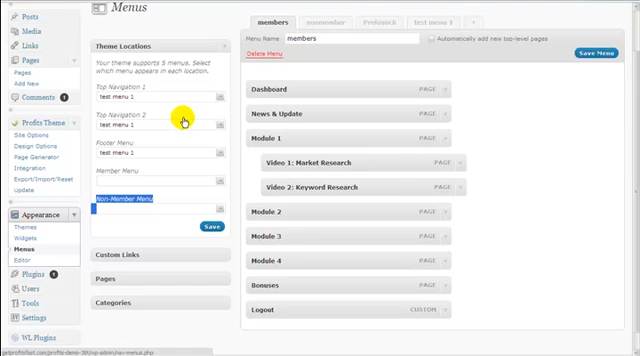 Posts
Media
Links
Pages
Pages
Add New
Comments 1
Profits Theme
Site Options
Design Options
Page Generator
Integration
Export/Import/Reset
Update
Appearance
Themes
Widgets
Menus
Editor
Plugins 1
Users
Tools
Settings
WL Plugins
Menus
Theme Locations
Your theme supports 5 menus. Select
which menu appears in each location.
Top Navigation 1
test menu 1
Top Navigation 2
test menu 1
Footer Menu
test menu 1
Member Menu
Non-Member Menu
Save
Custom Links
Pages
Categories
members nonmember Prelaunch test menu 1 +
Menu Name members Automatically add new top-level pages
Delete Menu Save Menu
Dashboard PAGE
News & Update PAGE
Module 1 PAGE
Video 1: Market Research PAGE
Video 2: Keyword Research PAGE
Module 2 PAGE
Module 3 PAGE
Module 4 PAGE
Bonuses PAGE
Logout CUSTOM